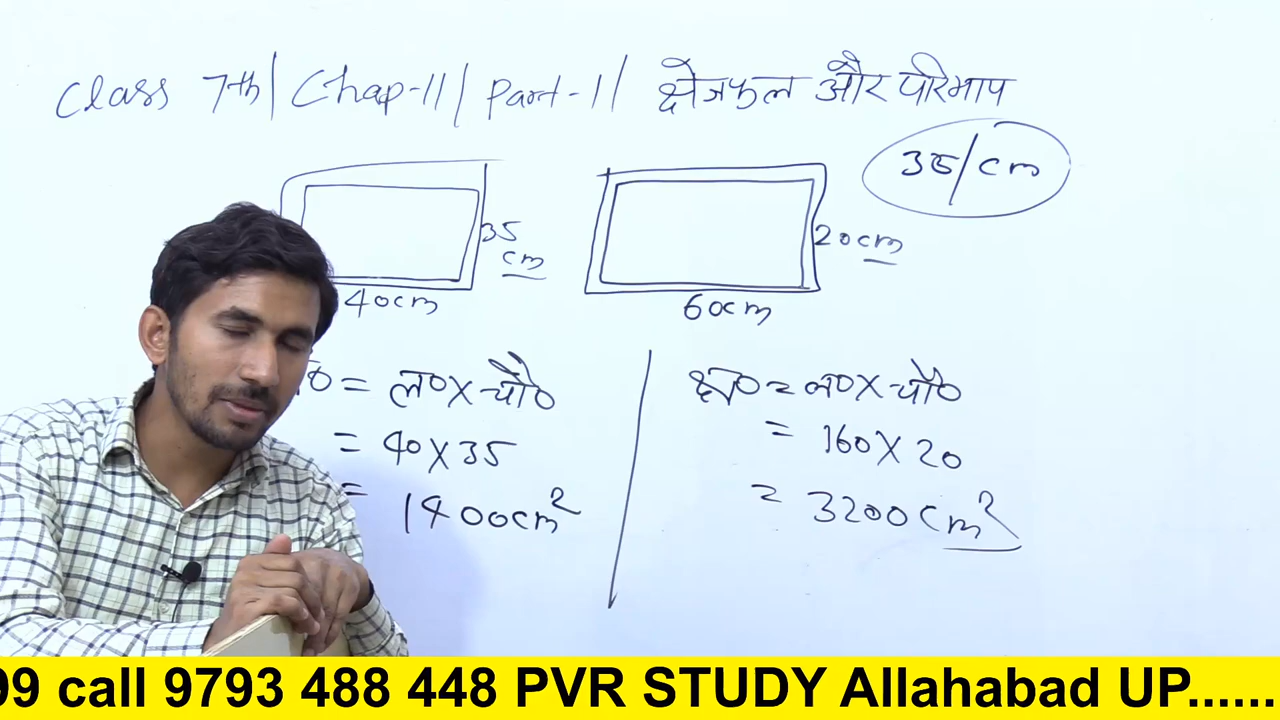 Class 7th | Chap-11 | Part-1 | क्षेत्रफल और परिमाप
35/cm
35
cm
40cm
20cm
60cm
= ल०×चौ०
= 40×35
= 1400cm²
क्षे० = ल०×चौ०
= 160×20
= 3200cm²
99 call 9793 488 448 PVR STUDY Allahabad UP......